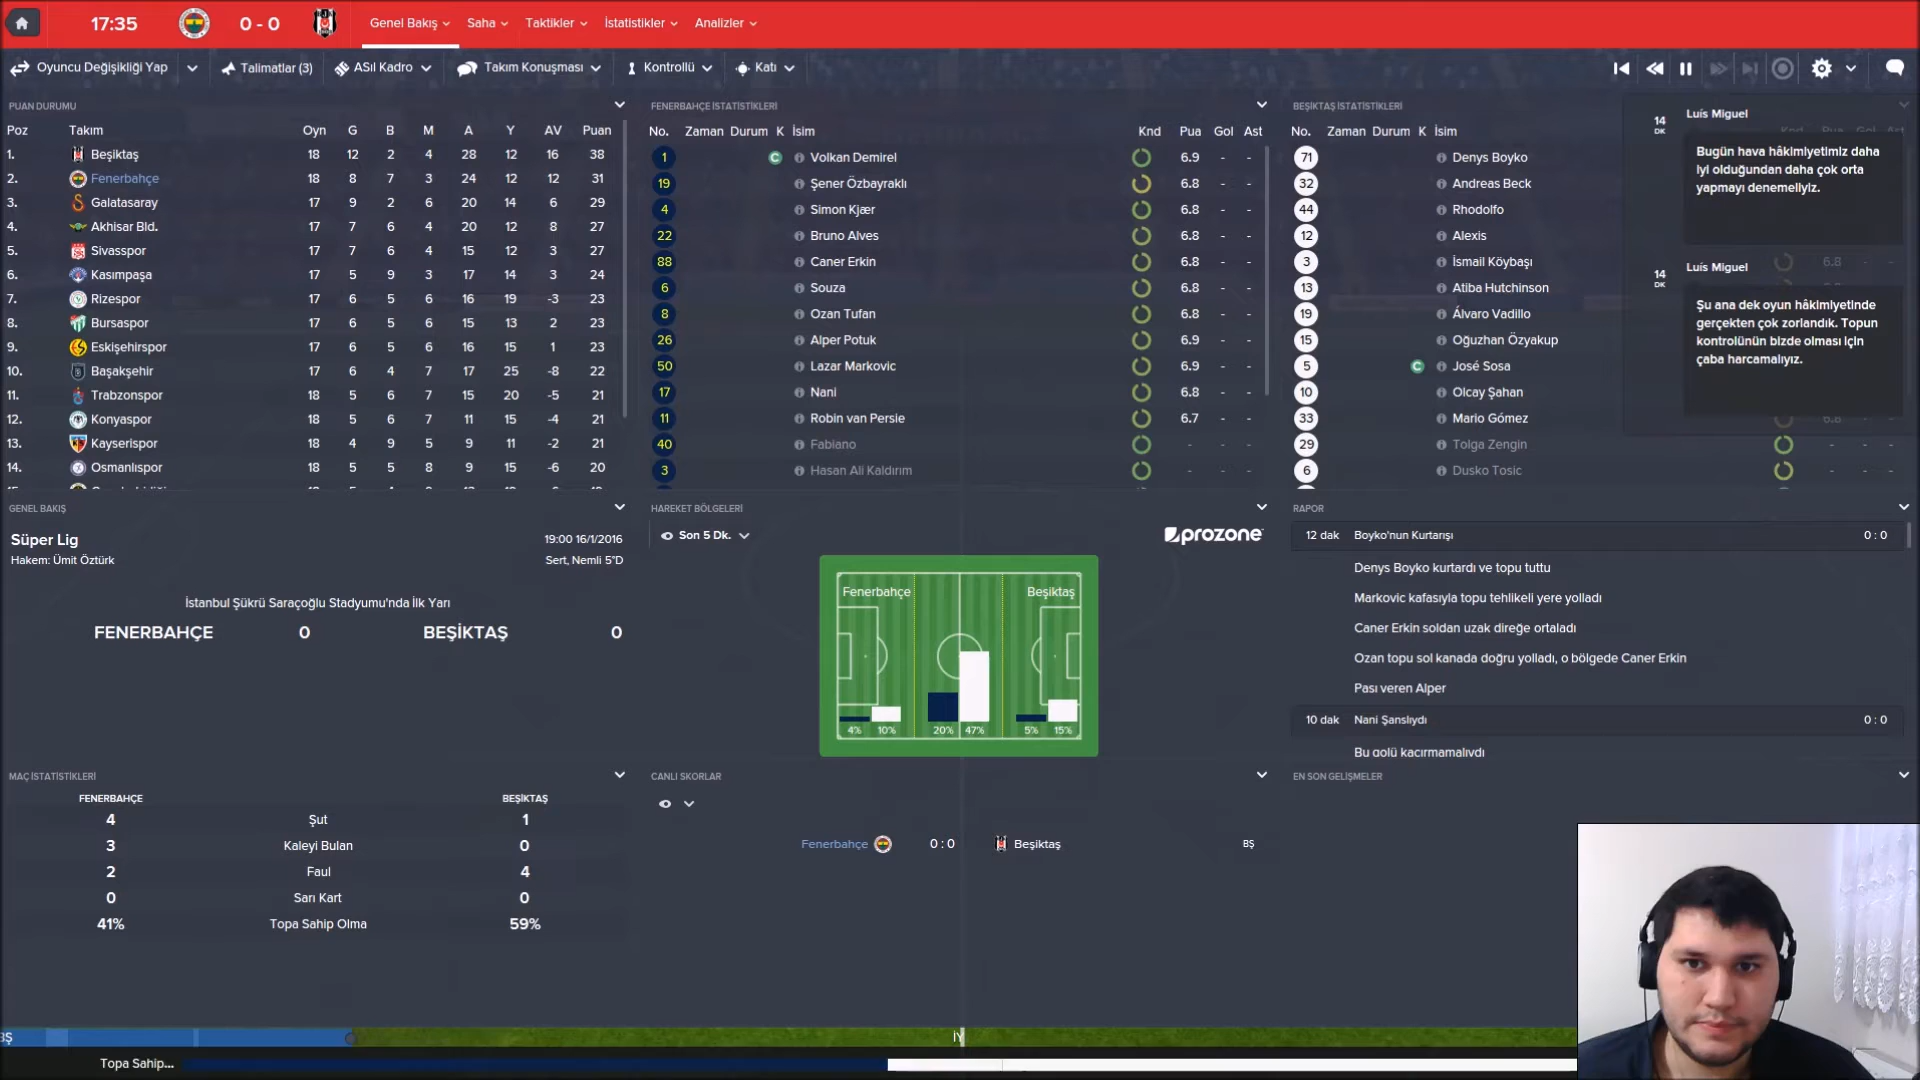 17:35
0 - 0
Genel Bakış
Saha
Taktikler
İstatistikler
Analizler
Oyuncu Değişikliği Yap
Talimatlar (3)
ASıl Kadro
Takım Konuşması
Kontrollü
Katı
PUAN DURUMU
Poz Takım Oyn G B M A Y AV Puan
1. Beşiktaş 18 12 2 4 28 12 16 38
2. Fenerbahçe 18 8 7 3 24 12 12 31
3. Galatasaray 17 9 2 6 20 14 6 29
4. Akhisar Bld. 17 7 6 4 20 12 8 27
5. Sivasspor 17 7 6 4 15 12 3 27
6. Kasımpaşa 17 5 9 3 17 14 3 24
7. Rizespor 17 6 5 6 16 19 -3 23
8. Bursaspor 17 6 5 6 15 13 2 23
9. Eskişehirspor 17 6 5 6 16 15 1 23
10. Başakşehir 17 6 4 7 17 25 -8 22
11. Trabzonspor 18 6 3 9 15 20 -5 21
12. Konyaspor 18 5 6 7 11 15 -4 21
13. Kayserispor 18 4 9 5 9 11 -2 21
14. Osmanlıspor 18 5 5 8 9 15 -6 20
FENERBAHÇE İSTATİSTİKLERİ
No. Zaman Durum K İsim Knd Pua Gol Ast
1 C Volkan Demirel 6.9 - -
19 Şener Özbayraklı 6.8 - -
4 Simon Kjær 6.8 - -
22 Bruno Alves 6.8 - -
88 Caner Erkin 6.8 - -
6 Souza 6.8 - -
8 Ozan Tufan 6.8 - -
26 Alper Potuk 6.9 - -
50 Lazar Markovic 6.9 - -
17 Nani 6.8 - -
11 Robin van Persie 6.7 - -
40 Fabiano - - -
3 Hasan Ali Kaldırım - - -
BEŞİKTAŞ İSTATİSTİKLERİ
No. Zaman Durum K İsim Knd Pua Gol Ast
71 Denys Boyko
32 Andreas Beck
44 Rhodolfo
12 Alexis
3 İsmail Köybaşı 6.8
13 Atiba Hutchinson
19 Álvaro Vadillo
15 Oğuzhan Özyakup
5 C José Sosa
10 Olcay Şahan
33 Mario Gómez 6.8
29 Tolga Zengin - - -
6 Dusko Tosic - - -
14
DK
Luís Miguel
Bugün hava hâkimiyetimiz daha
iyi olduğundan daha çok orta
yapmayı denemeliyiz.
14
DK
Luís Miguel
Şu ana dek oyun hâkimiyetinde
gerçekten çok zorlandık. Topun
kontrolünün bizde olması için
çaba harcamalıyız.
GENEL BAKIŞ
Süper Lig 19:00 16/1/2016
Hakem: Ümit Öztürk Sert, Nemli 5°D
İstanbul Şükrü Saraçoğlu Stadyumu'nda İlk Yarı
FENERBAHÇE 0 BEŞİKTAŞ 0
HAREKET BÖLGELERİ
Son 5 Dk.
prozone
Fenerbahçe Beşiktaş
4% 10% 20% 47% 5% 15%
RAPOR
12 dak Boyko'nun Kurtarışı 0 : 0
Denys Boyko kurtardı ve topu tuttu
Markovic kafasıyla topu tehlikeli yere yolladı
Caner Erkin soldan uzak direğe ortaladı
Ozan topu sol kanada doğru yolladı, o bölgede Caner Erkin
Pası veren Alper
10 dak Nani Şanslıydı 0 : 0
Bu golü kaçırmamalıydı
MAÇ İSTATİSTİKLERİ
FENERBAHÇE BEŞİKTAŞ
4 Şut 1
3 Kaleyi Bulan 0
2 Faul 4
0 Sarı Kart 0
41% Topa Sahip Olma 59%
CANLI SKORLAR
Fenerbahçe 0 : 0 Beşiktaş BŞ
EN SON GELİŞMELER
BŞ
İY
Topa Sahip...